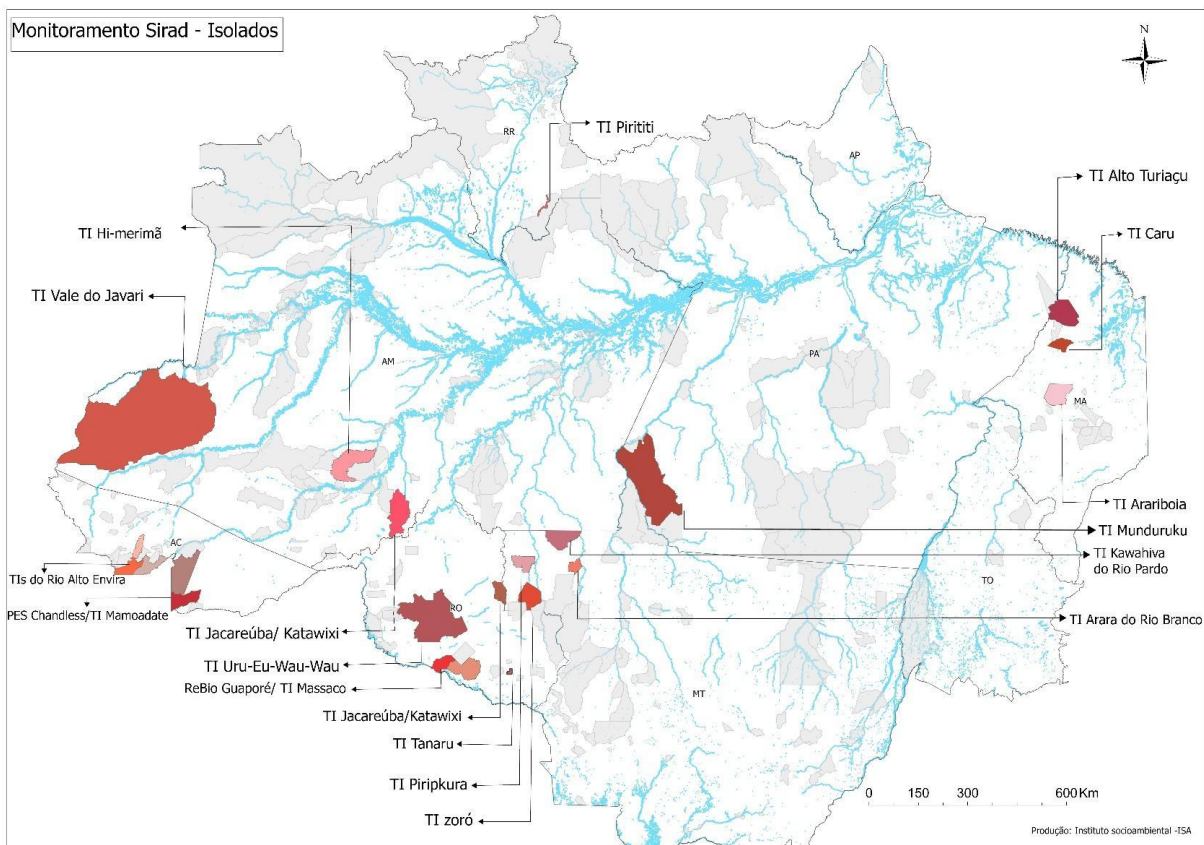 Monitoramento Sirad - Isolados
N
RR
TI Pirititi
AP
TI Alto Turiaçu
TI Hi-merimã
TI Caru
TI Vale do Javari
AM
PA
MA
TI Arariboia
TI Munduruku
AC
TI Kawahiva
do Rio Pardo
TIs do Rio Alto Envira
TO
PES Chandless/TI Mamoadate
RO
TI Arara do Rio Branco
TI Jacareúba/ Katawixi
TI Uru-Eu-Wau-Wau
ReBio Guaporé/ TI Massaco
MT
TI Jacareúba/Katawixi
TI Tanaru
TI Piripkura
0 150 300 600 Km
TI zoró
Produção: Instituto socioambiental -ISA